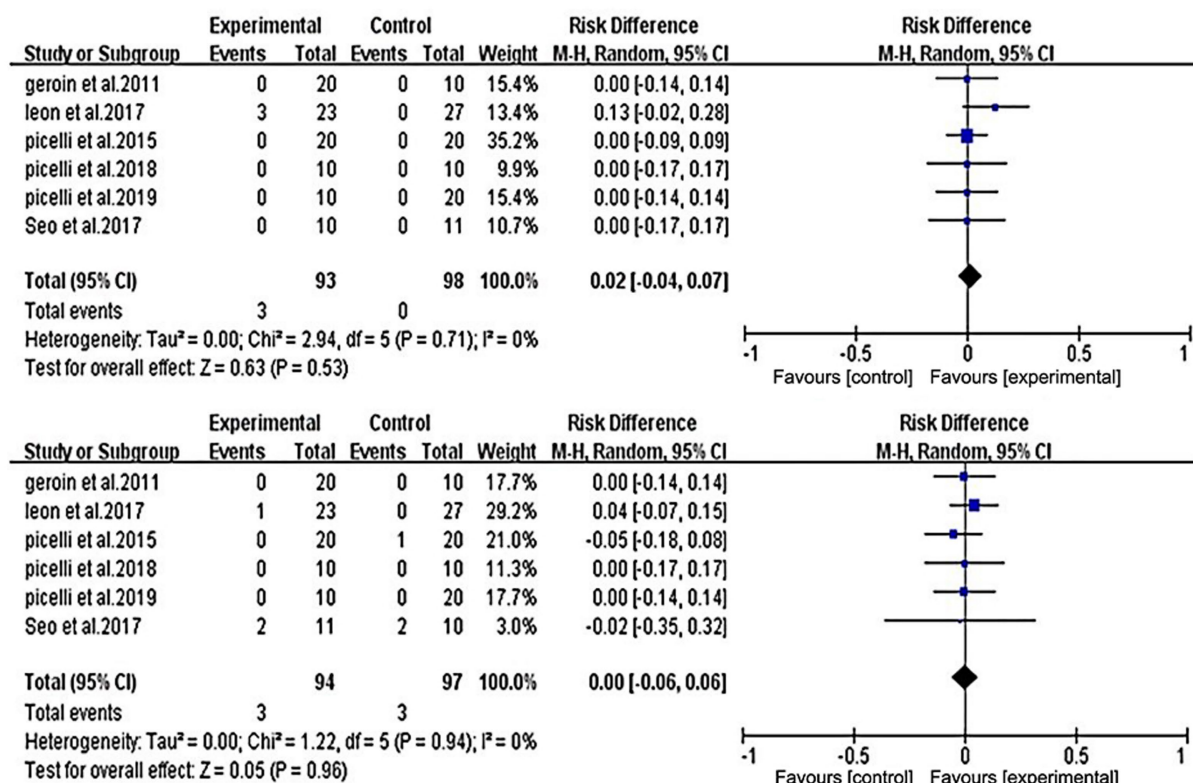 Experimental Control Risk Difference Risk Difference
Study or Subgroup Events Total Events Total Weight M-H, Random, 95% CI M-H, Random, 95% CI
geroin et al.2011 0 20 0 10 15.4% 0.00 [-0.14, 0.14]
leon et al.2017 3 23 0 27 13.4% 0.13 [-0.02, 0.28]
picelli et al.2015 0 20 0 20 35.2% 0.00 [-0.09, 0.09]
picelli et al.2018 0 10 0 10 9.9% 0.00 [-0.17, 0.17]
picelli et al.2019 0 10 0 20 15.4% 0.00 [-0.14, 0.14]
Seo et al.2017 0 10 0 11 10.7% 0.00 [-0.17, 0.17]
Total (95% CI) 93 98 100.0% 0.02 [-0.04, 0.07]
Total events 3 0
Heterogeneity: Tau² = 0.00; Chi² = 2.94, df = 5 (P = 0.71); I² = 0%
Test for overall effect: Z = 0.63 (P = 0.53)
-1 -0.5 0 0.5 1
Favours [control] Favours [experimental]
Experimental Control Risk Difference Risk Difference
Study or Subgroup Events Total Events Total Weight M-H, Random, 95% CI M-H, Random, 95% CI
geroin et al.2011 0 20 0 10 17.7% 0.00 [-0.14, 0.14]
leon et al.2017 1 23 0 27 29.2% 0.04 [-0.07, 0.15]
picelli et al.2015 0 20 1 20 21.0% -0.05 [-0.18, 0.08]
picelli et al.2018 0 10 0 10 11.3% 0.00 [-0.17, 0.17]
picelli et al.2019 0 10 0 20 17.7% 0.00 [-0.14, 0.14]
Seo et al.2017 2 11 2 10 3.0% -0.02 [-0.35, 0.32]
Total (95% CI) 94 97 100.0% 0.00 [-0.06, 0.06]
Total events 3 3
Heterogeneity: Tau² = 0.00; Chi² = 1.22, df = 5 (P = 0.94); I² = 0%
Test for overall effect: Z = 0.05 (P = 0.96)
-1 -0.5 0 0.5 1
Favours [control] Favours [experimental]